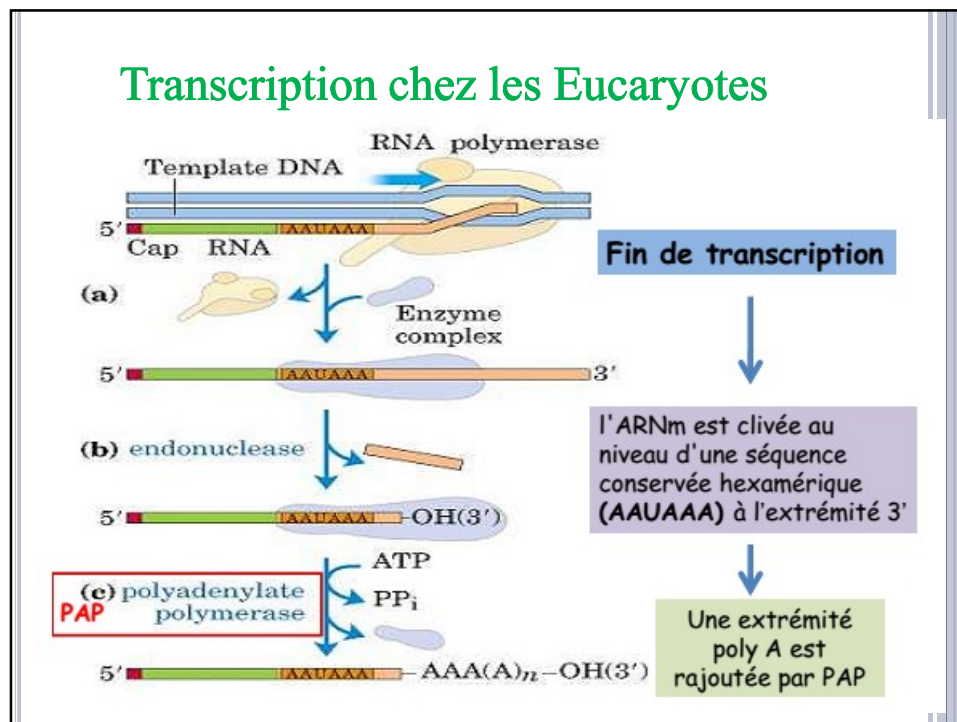 Transcription chez les Eucaryotes
RNA polymerase
Template DNA
5′ AAUAAA
Cap RNA
Fin de transcription
(a)
Enzyme
complex
5′ AAUAAA 3′
l'ARNm est clivée au
niveau d'une séquence
conservée hexamérique
(AAUAAA) à l'extrémité 3'
(b) endonuclease
5′ AAUAAA -OH(3′)
ATP
(c) polyadenylate
PPi
PAP polymerase
Une extrémité
poly A est
rajoutée par PAP
5′ AAUAAA -AAA(A)n-OH(3′)